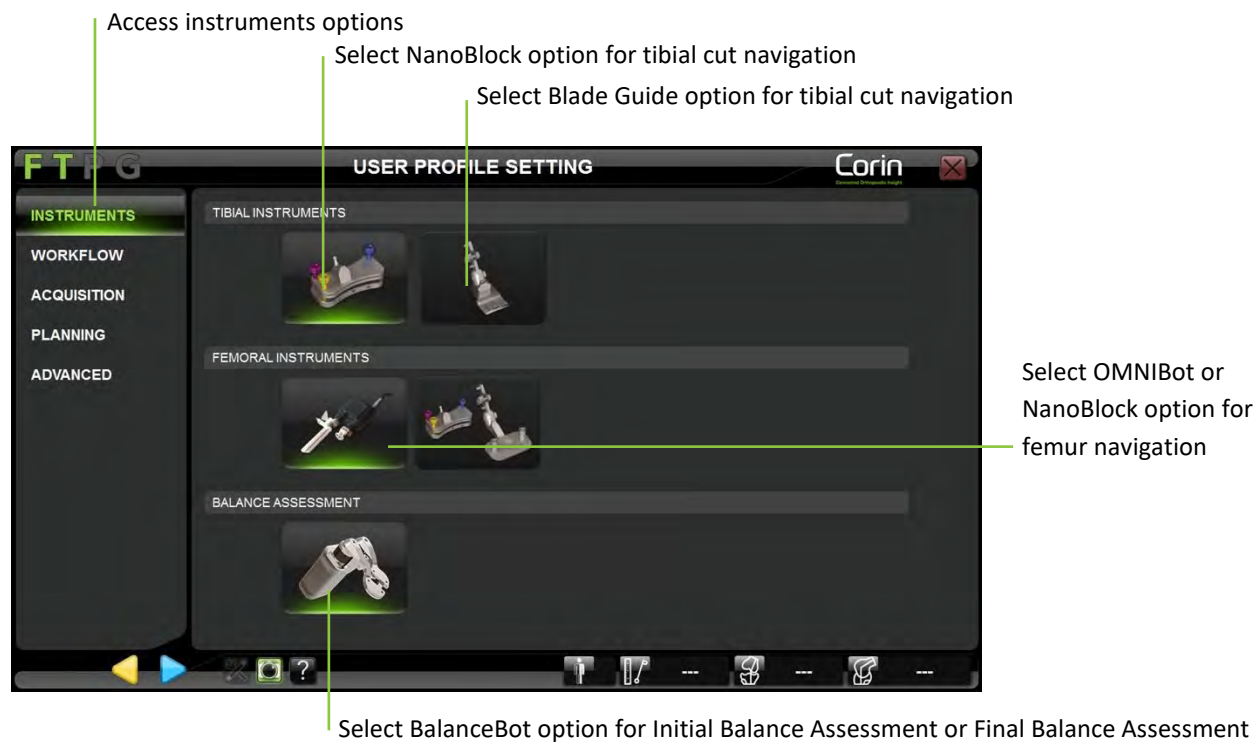 Access instruments options
Select NanoBlock option for tibial cut navigation
Select Blade Guide option for tibial cut navigation
F T P G
USER PROFILE SETTING
Corin
INSTRUMENTS
WORKFLOW
ACQUISITION
PLANNING
ADVANCED
TIBIAL INSTRUMENTS
FEMORAL INSTRUMENTS
BALANCE ASSESSMENT
Select OMNIBot or
NanoBlock option for
femur navigation
?
---
---
---
Select BalanceBot option for Initial Balance Assessment or Final Balance Assessment